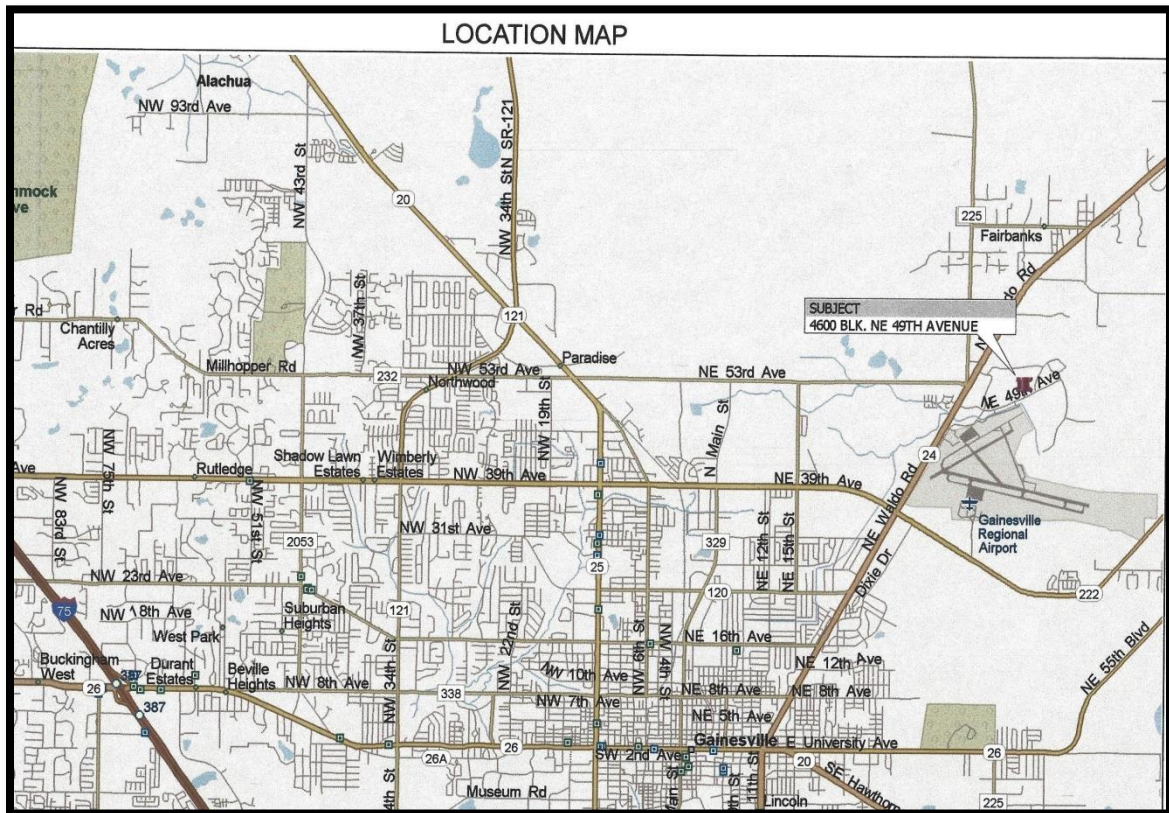 LOCATION MAP
Alachua
NW 93rd Ave
NW 43rd St
NW 34th St N SR-121
20
225
Fairbanks
NW 37th St
SUBJECT
4600 BLK. NE 49TH AVENUE
121
Chantilly
Acres
Millhopper Rd
232
NW 53rd Ave
Paradise
NE 53rd Ave
Northwood
NW 19th St
N Main St
24
NW 75th St
NW 83rd St
Rutledge
NW 51st St
Shadow Lawn
Estates
Wimberly
Estates
NW 39th Ave
NE 39th Ave
NE Waldo Rd
Gainesville
Regional
Airport
NW 31st Ave
2053
329
NE 12th St
NE 15th St
Dixie Dr
25
NW 23rd Ave
120
222
75
121
Suburban
Heights
West Park
NW 34th St
NW 22nd St
NW 6th St
NW 4th St
NE 16th Ave
NE 12th Ave
NE 55th Blvd
Buckingham
West
Durant
Estates
Beville
Heights
NW 8th Ave
338
NW 10th Ave
NE 8th Ave
NE 8th Ave
387
387
26
NW 7th Ave
NE 5th Ave
Gainesville
E University Ave
26
26A
26
SW 2nd Ave
20
Museum Rd
Lincoln
225